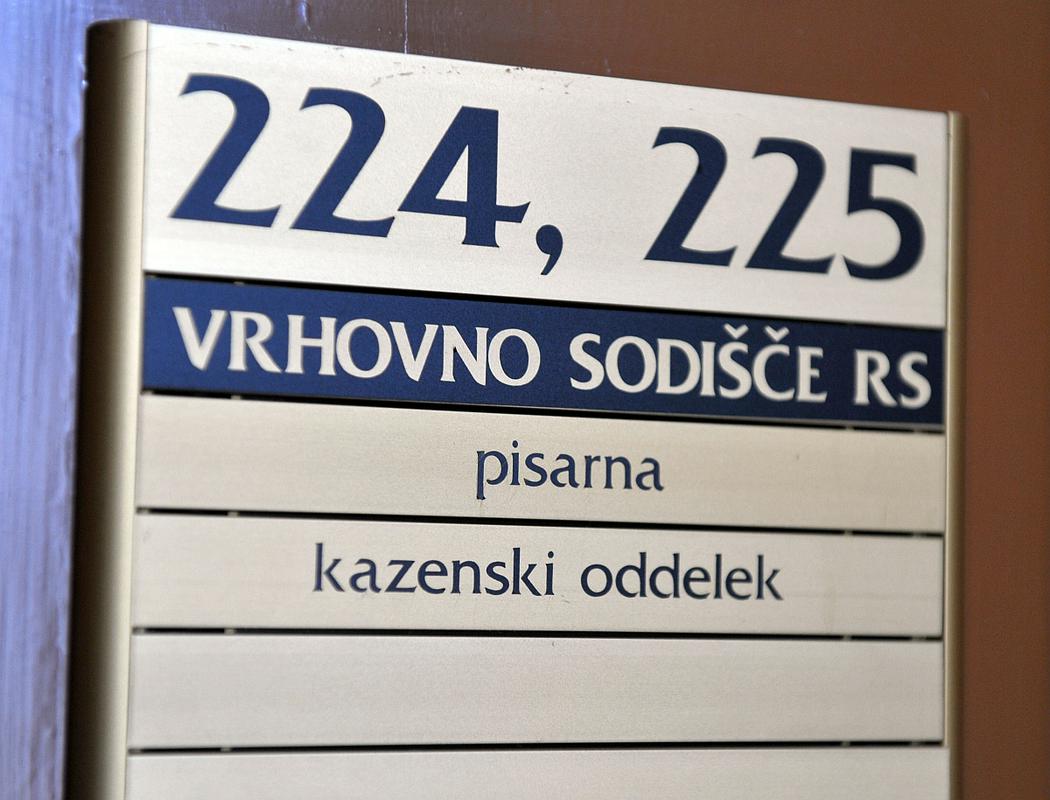 224, 225
VRHOVNO SODIŠČE RS
pisarna
kazenski oddelek